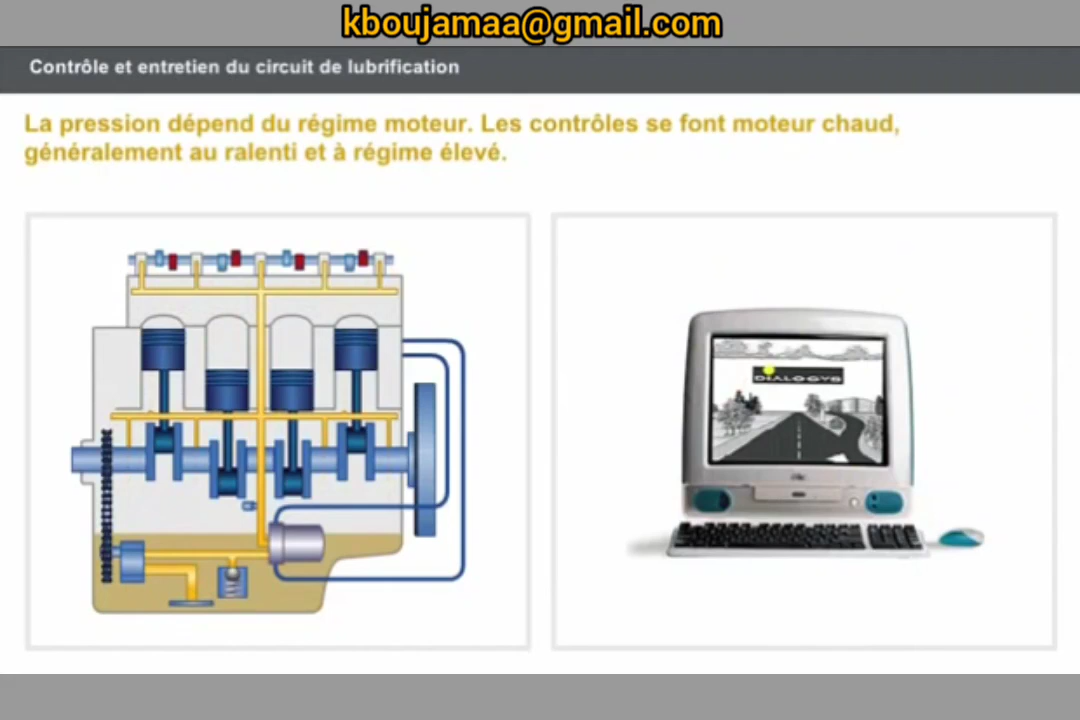 kboujamaa@gmail.com
Contrôle et entretien du circuit de lubrification
La pression dépend du régime moteur. Les contrôles se font moteur chaud,
généralement au ralenti et à régime élevé.
DIALOGYS